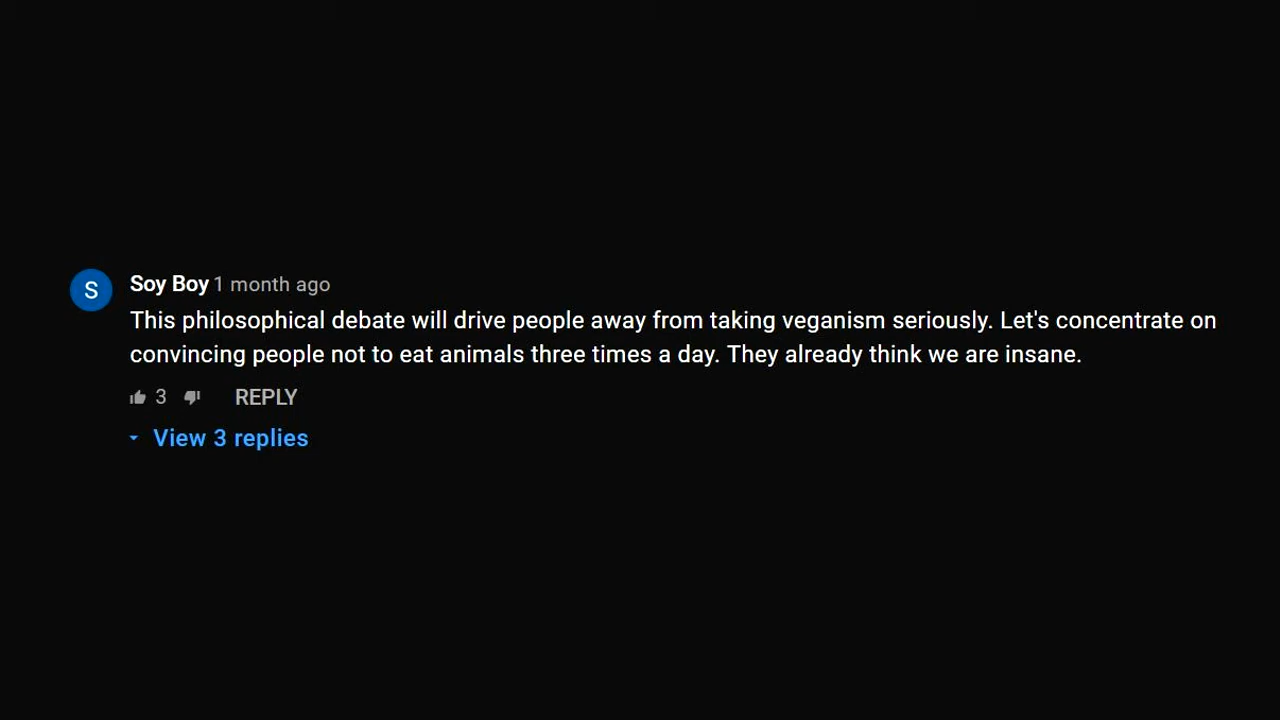 S
Soy Boy 1 month ago
This philosophical debate will drive people away from taking veganism seriously. Let's concentrate on
convincing people not to eat animals three times a day. They already think we are insane.
3 REPLY
View 3 replies